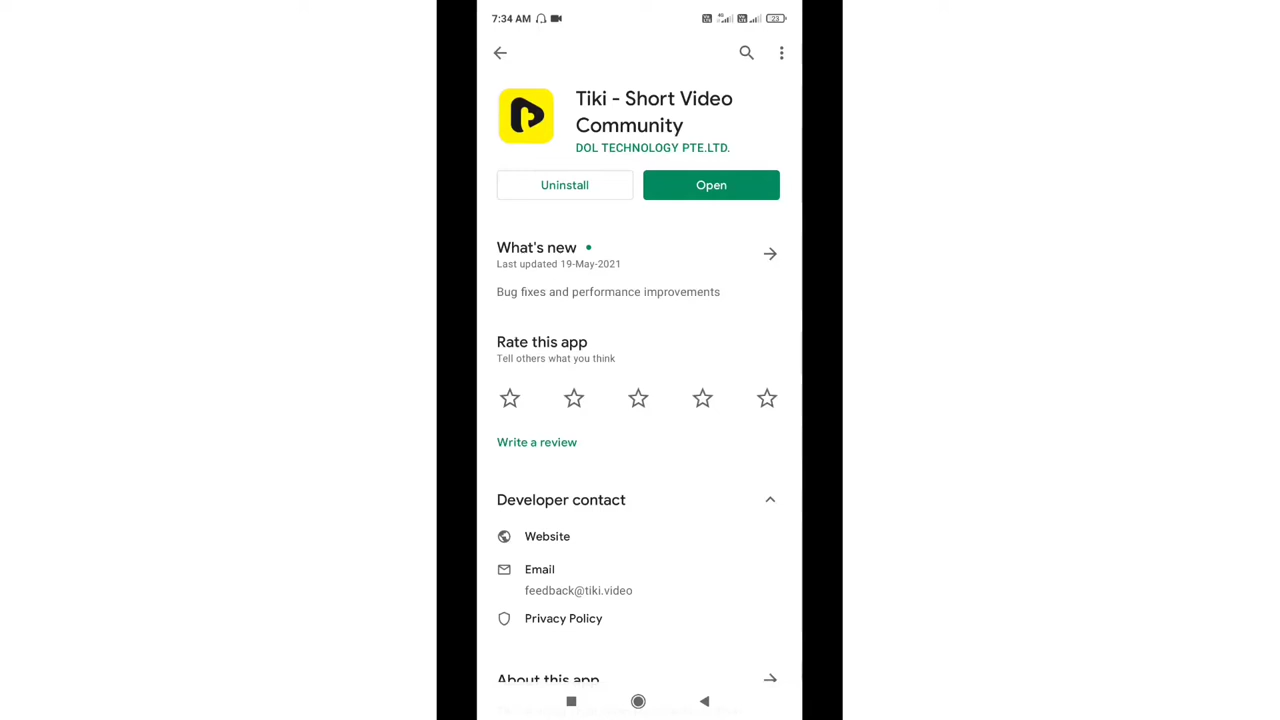 7:34 AM
23
Tiki - Short Video
Community
DOL TECHNOLOGY PTE.LTD.
Uninstall
Open
What's new
Last updated 19-May-2021
Bug fixes and performance improvements
Rate this app
Tell others what you think
Write a review
Developer contact
Website
Email
feedback@tiki.video
Privacy Policy
About this app